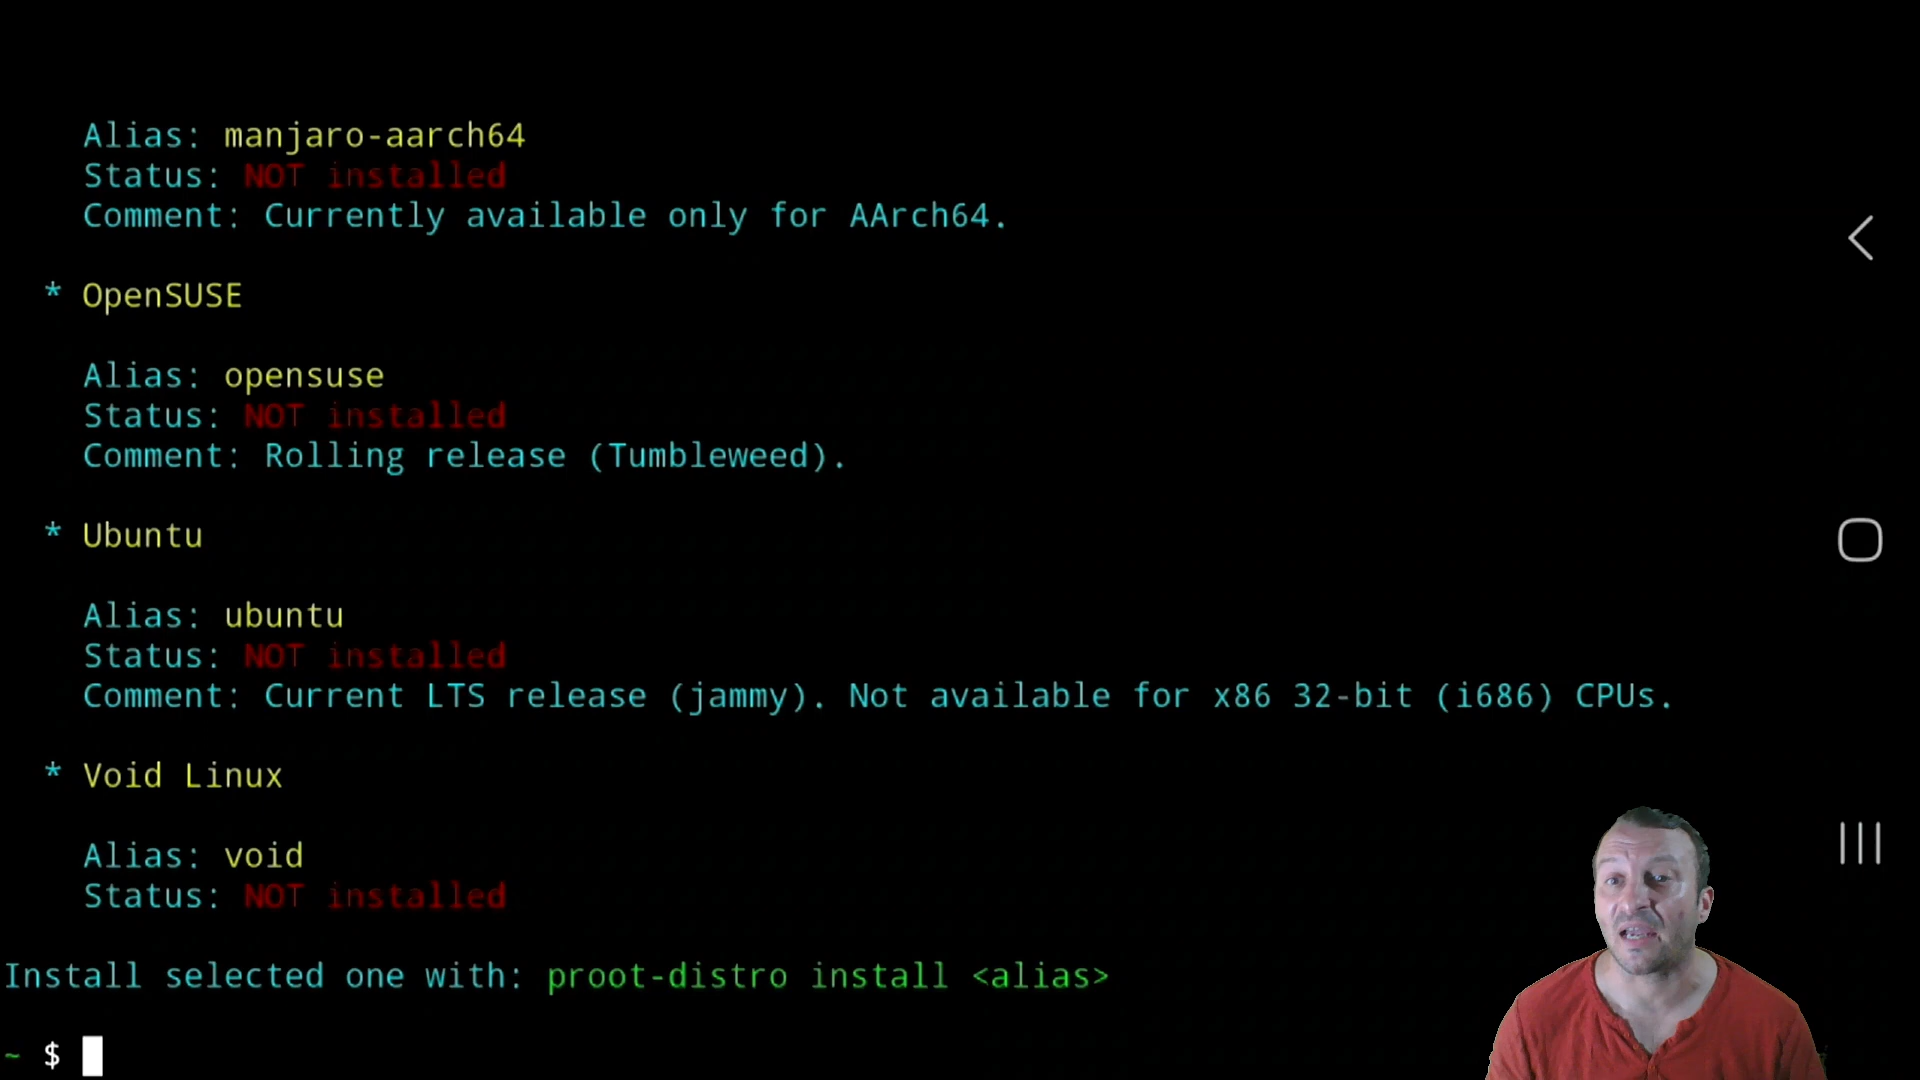 Alias: manjaro-aarch64
Status: NOT installed
Comment: Currently available only for AArch64.
* OpenSUSE
Alias: opensuse
Status: NOT installed
Comment: Rolling release (Tumbleweed).
* Ubuntu
Alias: ubuntu
Status: NOT installed
Comment: Current LTS release (jammy). Not available for x86 32-bit (i686) CPUs.
* Void Linux
Alias: void
Status: NOT installed
Install selected one with: proot-distro install <alias>
~ $